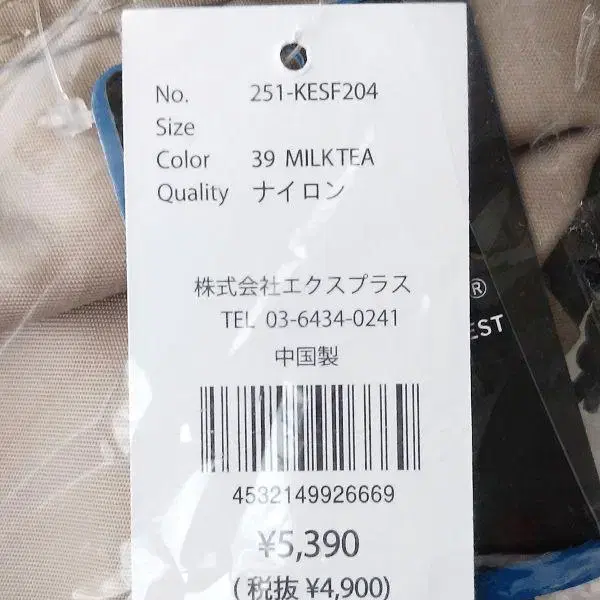 No. 251-KESF204
Size
Color 39 MILKTEA
Quality ナイロン
株式会社エクスプラス
TEL 03-6434-0241
中国製
4532149926669
¥5,390
(税抜 ¥4,900)
®
EST